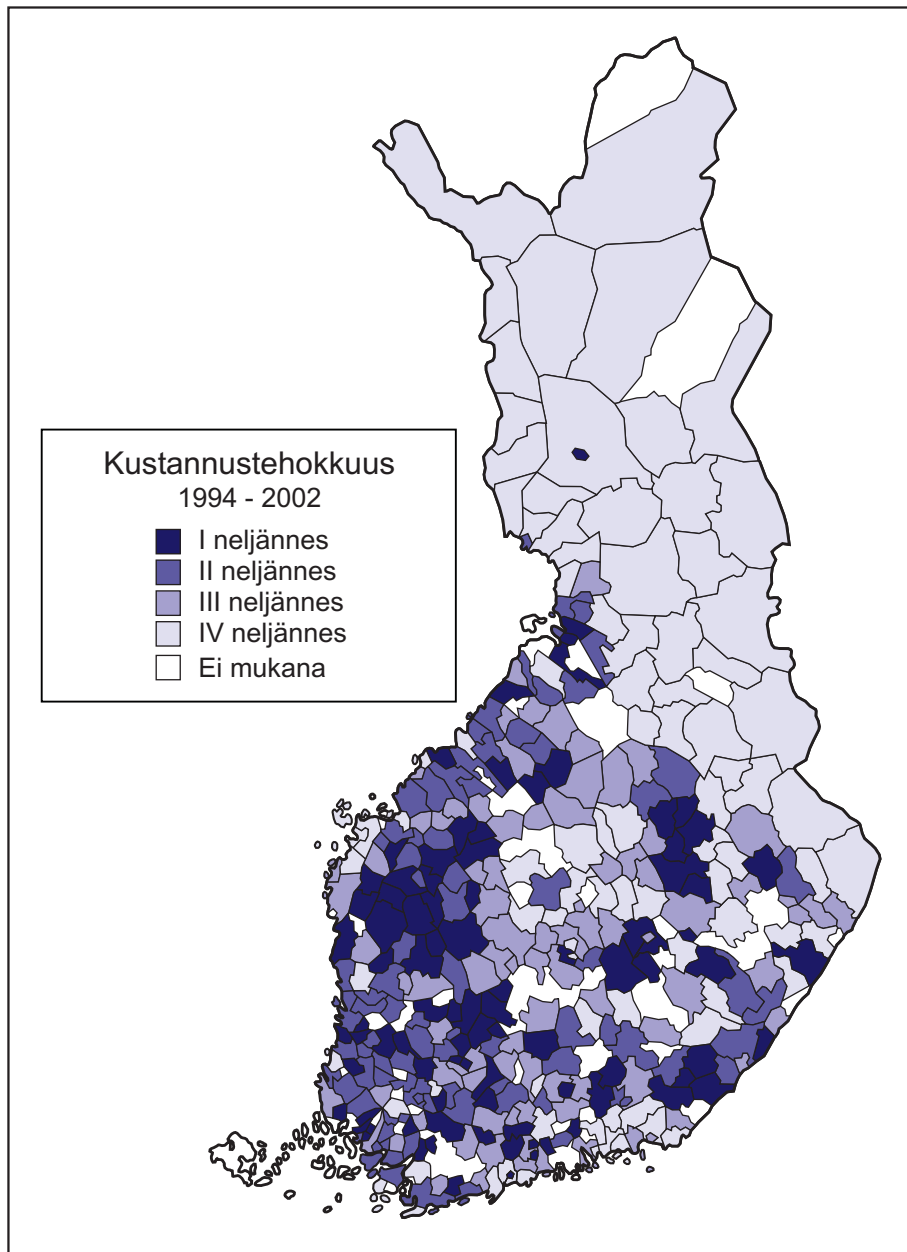 Kustannustehokkuus
1994 - 2002
I neljännes
II neljännes
III neljännes
IV neljännes
Ei mukana